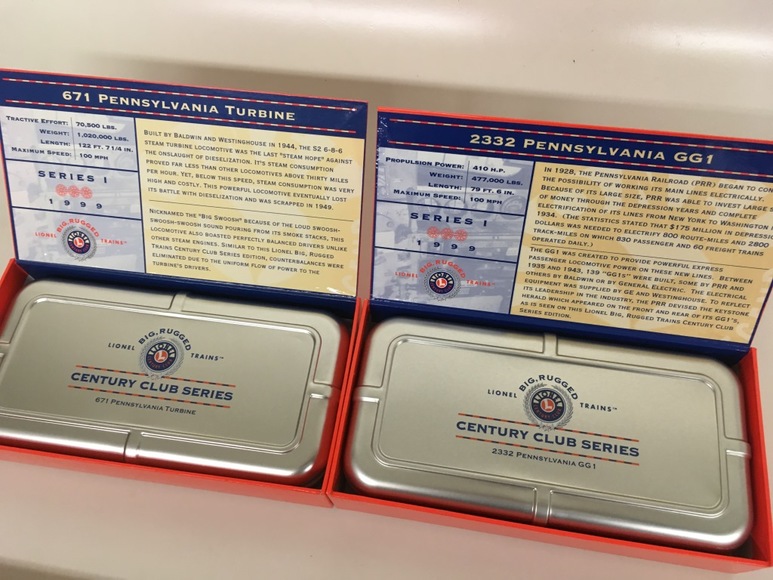 671 PENNSYLVANIA TURBINE
TRACTIVE EFFORT: 70,500 LBS.
WEIGHT: 1,020,000 LBS.
LENGTH: 122 FT. 7 1/4 IN.
MAXIMUM SPEED: 100 MPH
SERIES I
1999
BIG, RUGGED
LIONEL TRAINS
BUILT BY BALDWIN AND WESTINGHOUSE IN 1944, THE S2 6-8-6
STEAM TURBINE LOCOMOTIVE WAS THE LAST "STEAM HOPE" AGAINST
THE ONSLAUGHT OF DIESELIZATION. IT'S STEAM CONSUMPTION
PROVED FAR LESS THAN OTHER LOCOMOTIVES ABOVE THIRTY MILES
PER HOUR. YET, BELOW THIS SPEED, STEAM CONSUMPTION WAS VERY
HIGH AND COSTLY. THIS POWERFUL LOCOMOTIVE EVENTUALLY LOST
ITS BATTLE WITH DIESELIZATION AND WAS SCRAPPED IN 1949.
NICKNAMED THE "BIG SWOOSH" BECAUSE OF THE LOUD SWOOSH-
SWOOSH-SWOOSH SOUND POURING FROM ITS SMOKE STACKS, THIS
LOCOMOTIVE ALSO BOASTED PERFECTLY BALANCED DRIVERS UNLIKE
OTHER STEAM ENGINES. SIMILAR TO THIS LIONEL BIG, RUGGED
TRAINS CENTURY CLUB SERIES EDITION, COUNTERBALANCES WERE
ELIMINATED DUE TO THE UNIFORM FLOW OF POWER TO THE
TURBINE'S DRIVERS.
2332 PENNSYLVANIA GG1
PROPULSION POWER: 410 H.P.
WEIGHT: 477,000 LBS.
LENGTH: 79 FT. 6 IN.
MAXIMUM SPEED: 100 MPH
SERIES I
1999
BIG, RUGGED
LIONEL TRAINS
IN 1928, THE PENNSYLVANIA RAILROAD (PRR) BEGAN TO
THE POSSIBILITY OF WORKING ITS MAIN LINES ELECTRICALLY.
BECAUSE OF ITS LARGE SIZE, PRR WAS ABLE TO INVEST LARGE
OF MONEY THROUGH THE DEPRESSION YEARS AND COMPLETE
ELECTRIFICATION OF ITS LINES FROM NEW YORK TO WASHINGTON
1934. (THE STATISTICS STATED THAT $175 MILLION IN DEPRESSION
DOLLARS WAS NEEDED TO ELECTRIFY 800 ROUTE-MILES AND 2800
TRACK-MILES ON WHICH 830 PASSENGER AND 60 FREIGHT TRAINS
OPERATED DAILY.)
THE GG1 WAS CREATED TO PROVIDE POWERFUL EXPRESS
PASSENGER LOCOMOTIVE POWER ON THESE NEW LINES. BETWEEN
1935 AND 1943, 139 "GG1S" WERE BUILT, SOME BY PRR AND
OTHERS BY BALDWIN OR BY GENERAL ELECTRIC. THE ELECTRICAL
EQUIPMENT WAS SUPPLIED BY GE AND WESTINGHOUSE. TO REFLECT
ITS LEADERSHIP IN THE INDUSTRY, THE PRR DEVISED THE KEYSTONE
HERALD WHICH APPEARED ON THE FRONT AND REAR OF ITS GG1'S,
AS IS SEEN ON THIS LIONEL BIG, RUGGED TRAINS CENTURY CLUB
SERIES EDITION.
BIG, RUGGED
LIONEL TRAINS™
CENTURY CLUB SERIES
671 PENNSYLVANIA TURBINE
BIG, RUGGED
LIONEL TRAINS™
CENTURY CLUB SERIES
2332 PENNSYLVANIA GG1